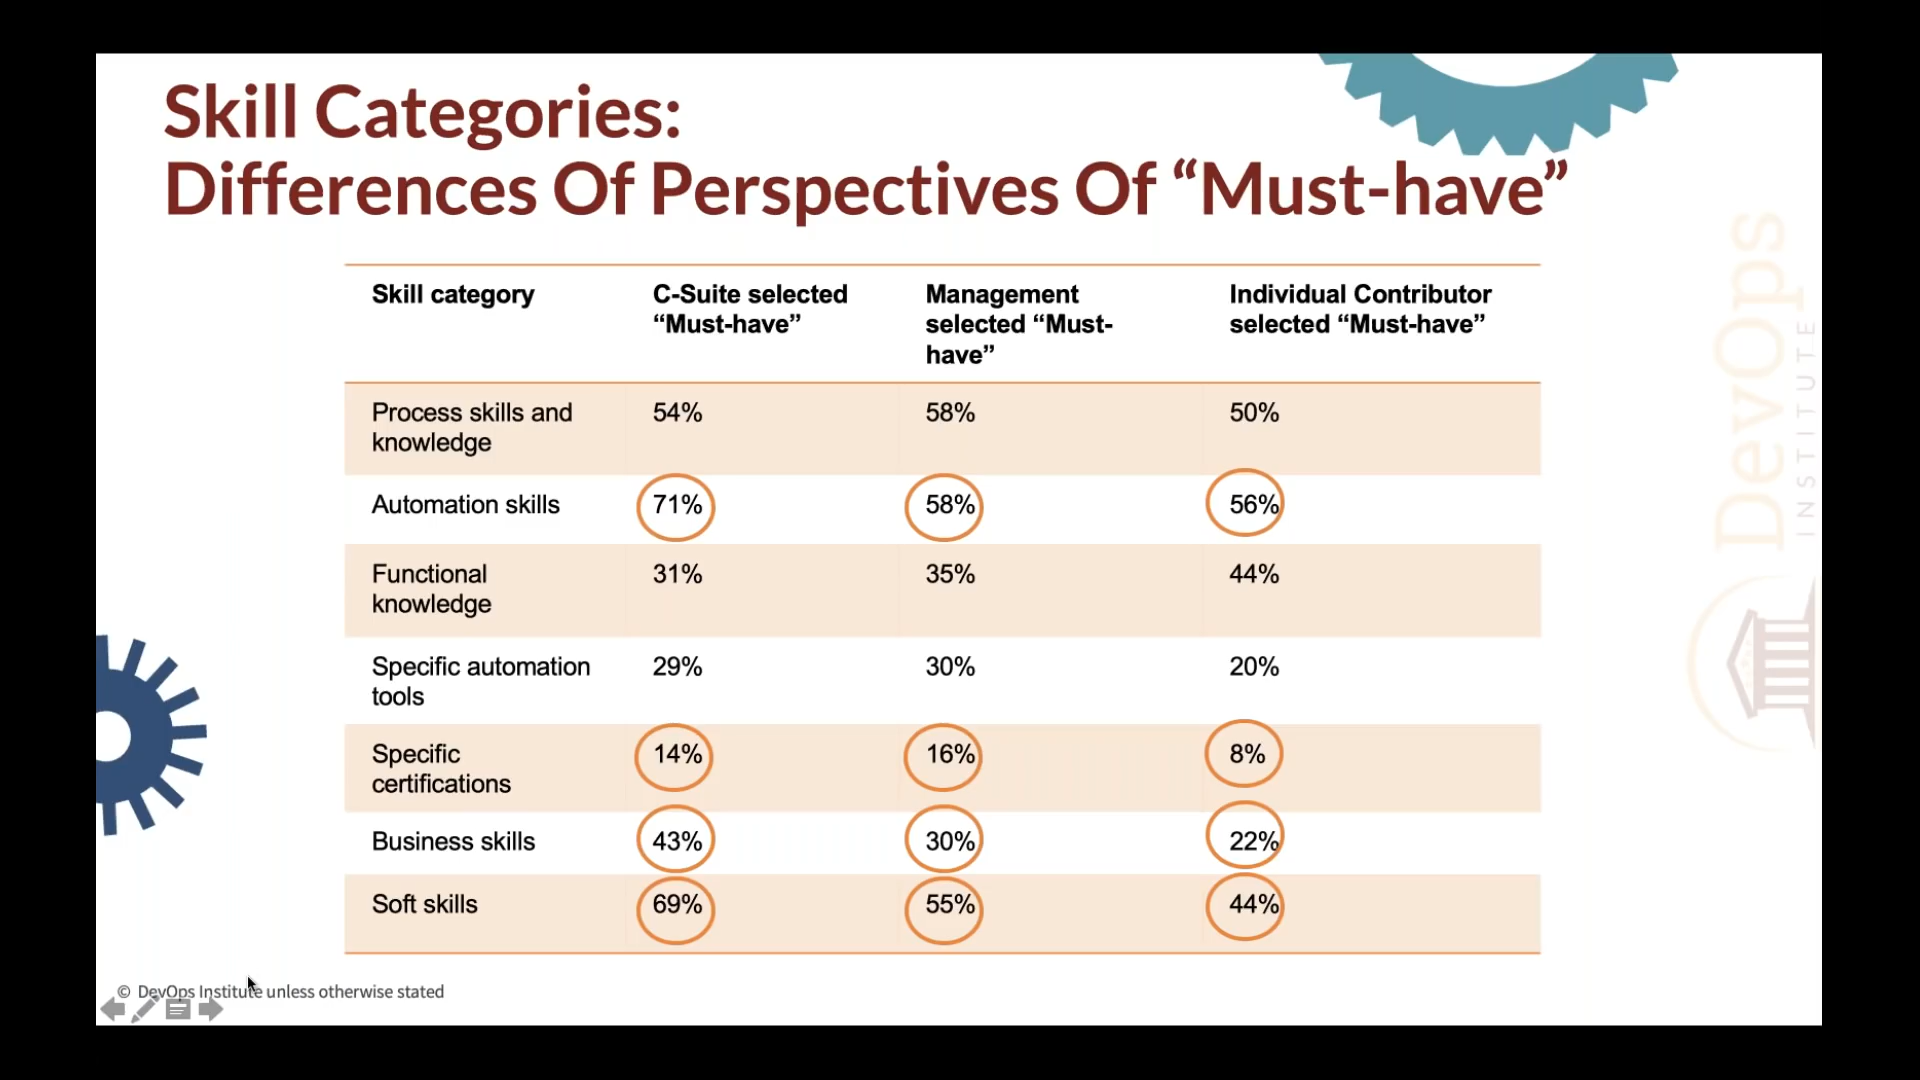 Skill Categories:
Differences Of Perspectives Of “Must-have”
Skill category
C-Suite selected
“Must-have”
Management
selected “Must-
have”
Individual Contributor
selected “Must-have”
Process skills and
knowledge
54%
58%
50%
Automation skills
71%
58%
56%
Functional
knowledge
31%
35%
44%
Specific automation
tools
29%
30%
20%
Specific
certifications
14%
16%
8%
Business skills
43%
30%
22%
Soft skills
69%
55%
44%
DevOps
INSTITUTE
© DevOps Institute unless otherwise stated